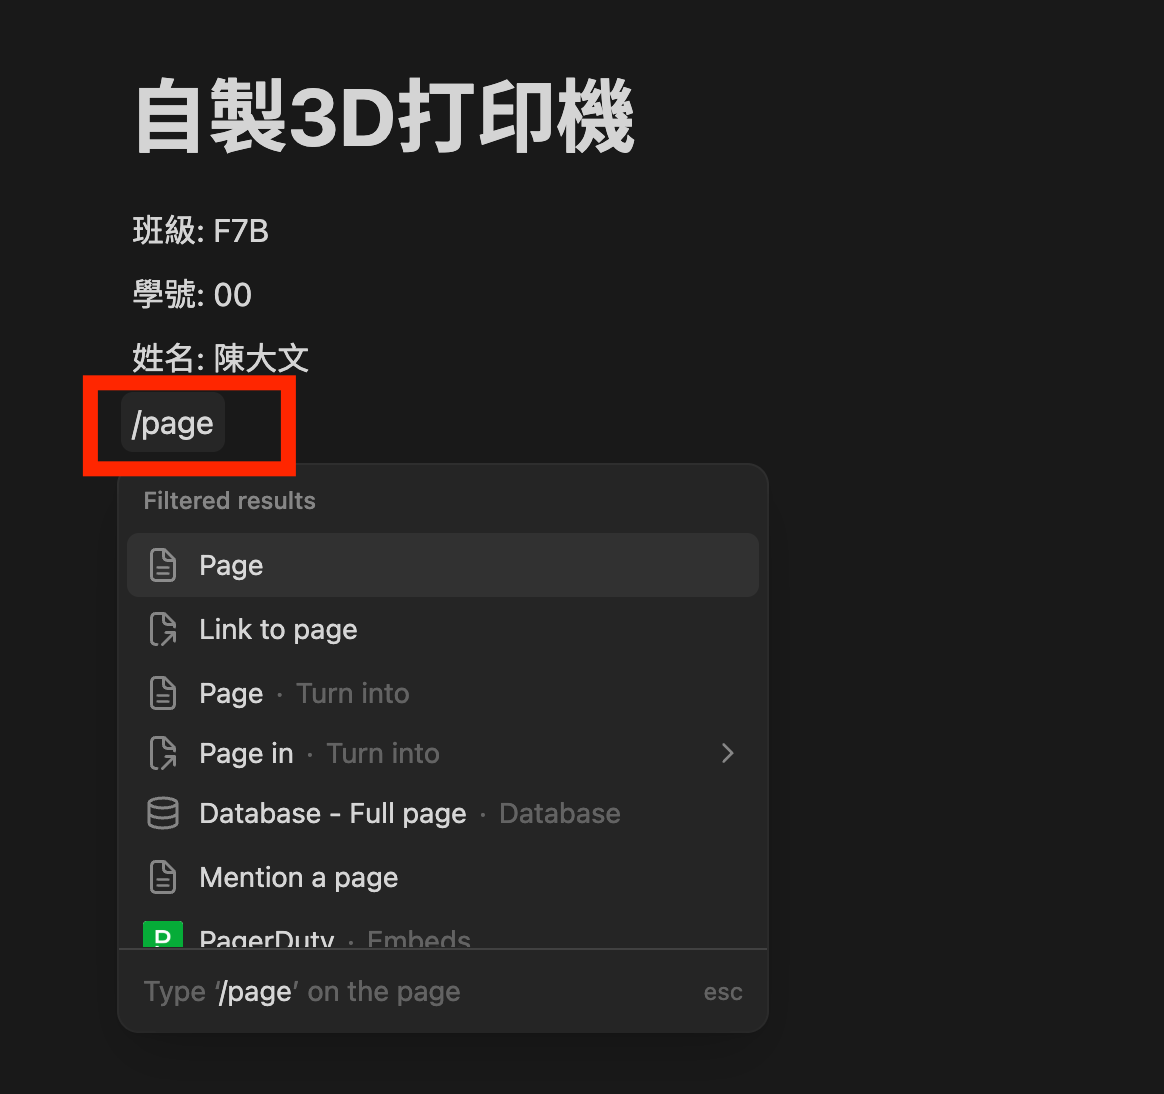 自製3D打印機
班級: F7B
學號: 00
姓名: 陳大文
/page
Filtered results
Page
Link to page
Page · Turn into
Page in · Turn into
Database - Full page · Database
Mention a page
P PagerDuty · Embeds
Type ‘/page’ on the page esc